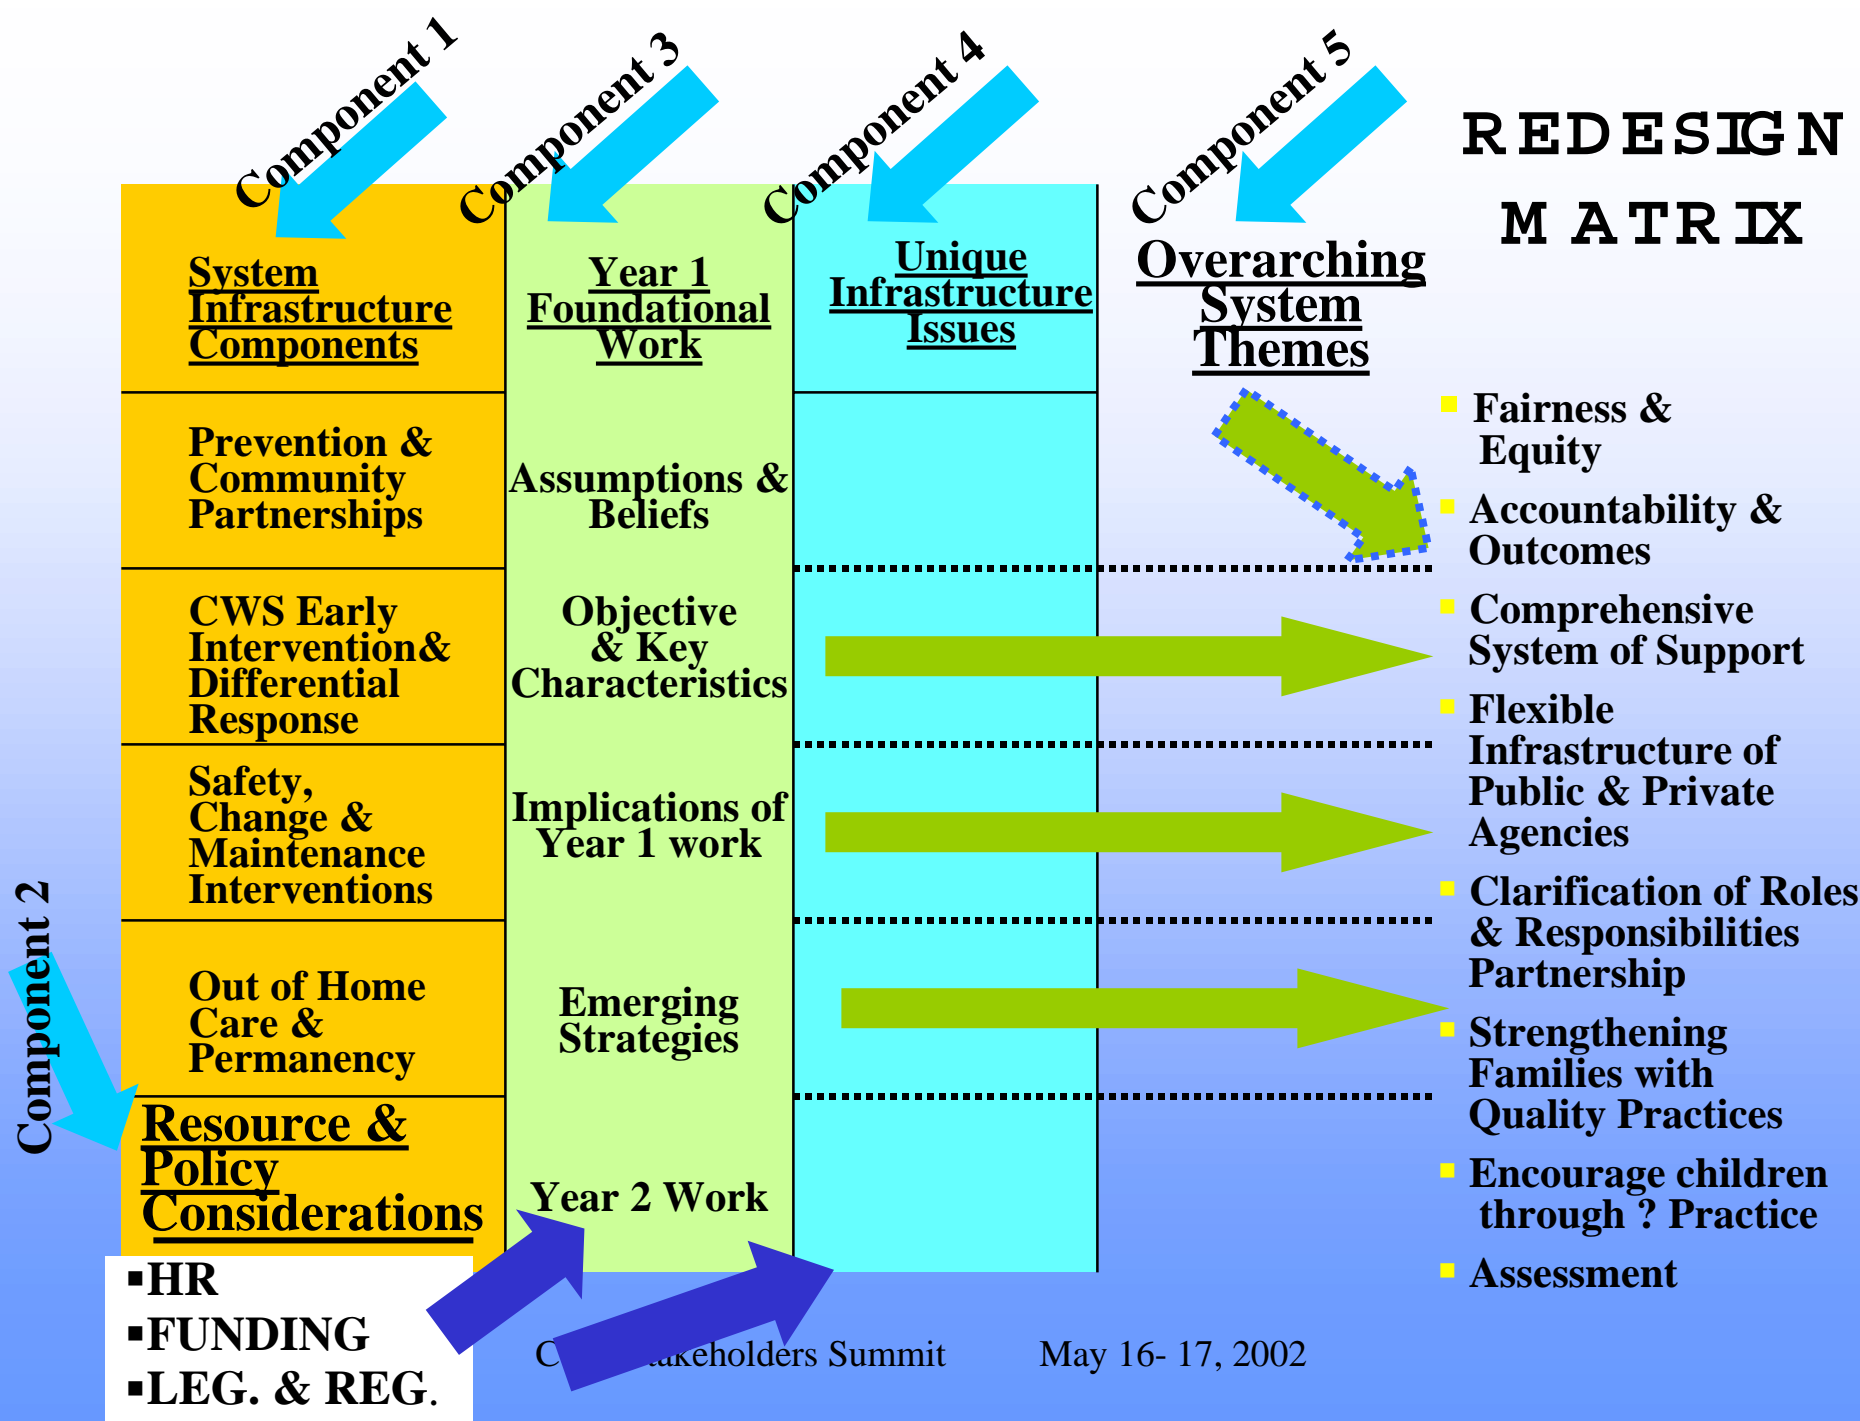 Component 1
Component 3
Component 4
Component 5
REDESIGN
MATRIX
System
Infrastructure
Components
Year 1
Foundational
Work
Unique
Infrastructure
Issues
Overarching
System
Themes
Prevention &
Community
Partnerships
Assumptions &
Beliefs
CWS Early
Intervention&
Differential
Response
Objective
& Key
Characteristics
Safety,
Change &
Maintenance
Interventions
Implications of
Year 1 work
Out of Home
Care &
Permanency
Emerging
Strategies
Component 2
Resource &
Policy
Considerations
Year 2 Work
▪HR
▪FUNDING
▪LEG. & REG.
▪ Fairness &
Equity
▪ Accountability &
Outcomes
▪ Comprehensive
System of Support
▪ Flexible
Infrastructure of
Public & Private
Agencies
▪ Clarification of Roles
& Responsibilities
Partnership
▪ Strengthening
Families with
Quality Practices
▪ Encourage children
through ? Practice
▪ Assessment
Summit May 16- 17, 2002